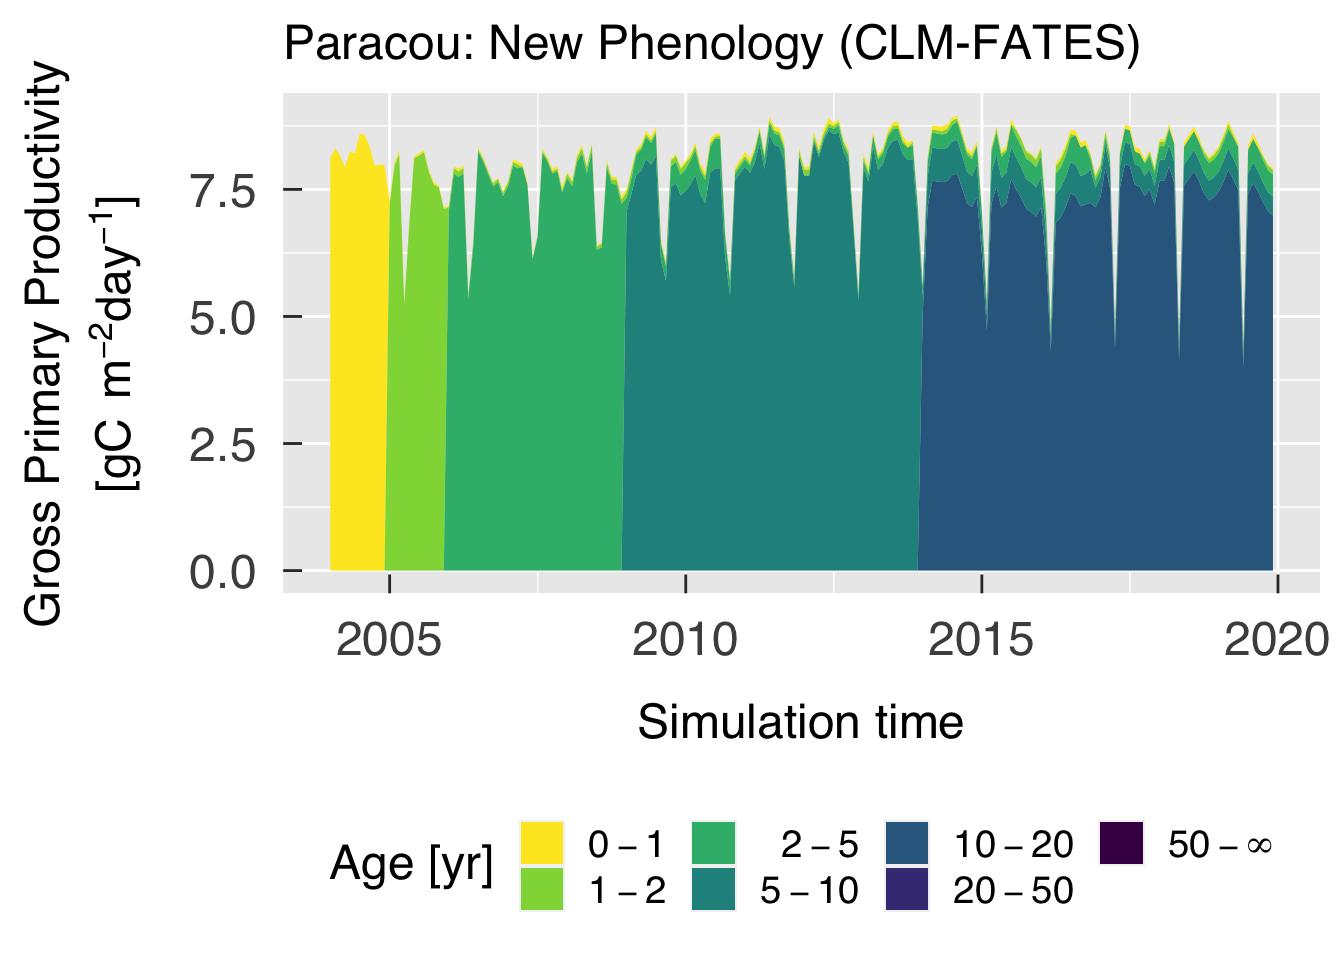 Paracou: New Phenology (CLM-FATES)
Gross Primary Productivity
[gC m⁻²day⁻¹]
7.5
5.0
2.5
0.0
2005 2010 2015 2020
Simulation time
Age [yr]
0 – 1 2 – 5 10 – 20 50 – ∞
1 – 2 5 – 10 20 – 50